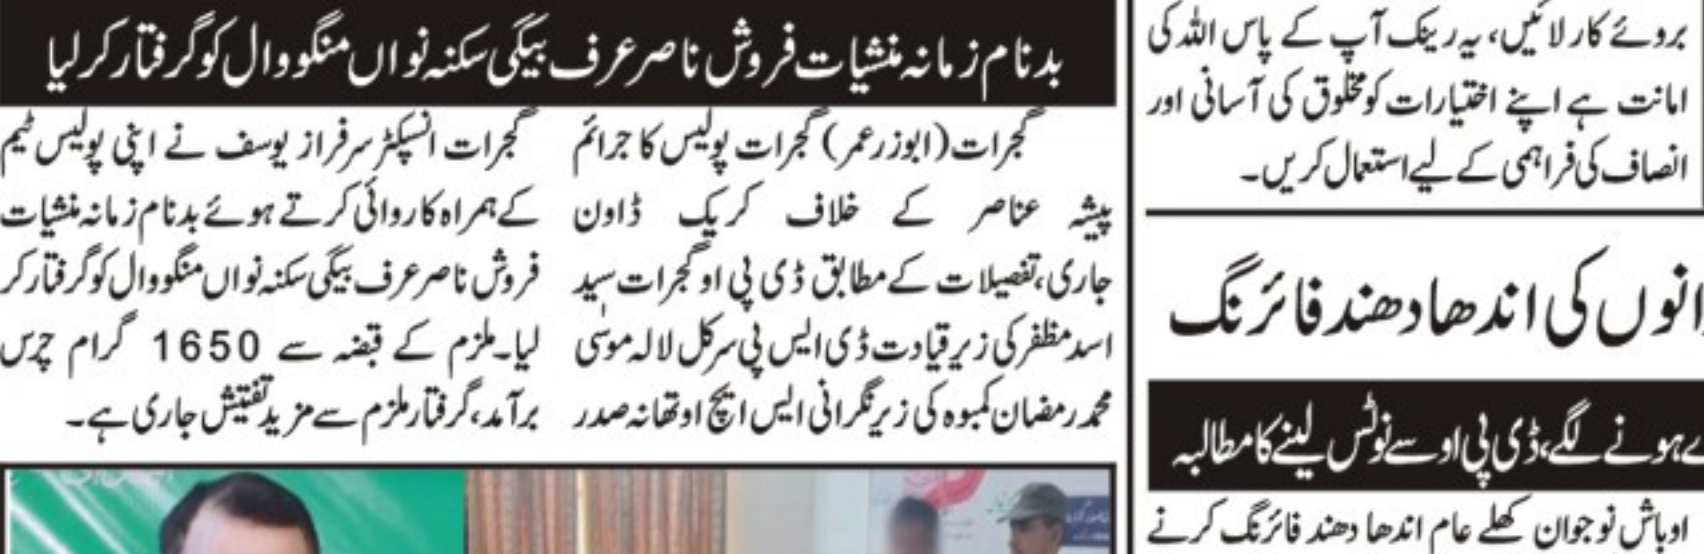 بدنام زمانہ منشیات فروش ناصر عرف بیگی سکنہ نواں منگووال کو گرفتار کرلیا
گجرات (ابوزرعمر) گجرات پولیس کا جرائم
پیشہ عناصر کے خلاف کریک ڈاون
جاری، تفصیلات کے مطابق ڈی پی او گجرات سید
اسد مظفر کی زیر قیادت ڈی ایس پی سرکل لالہ موسیٰ
محمد رمضان کمبوہ کی زیر نگرانی ایس ایچ او تھانہ صدر
گجرات انسپکٹر سرفراز یوسف نے اپنی پولیس ٹیم
کے ہمراہ کاروائی کرتے ہوئے بدنام زمانہ منشیات
فروش ناصر عرف بیگی سکنہ نواں منگووال کو گرفتار کر
لیا۔ ملزم کے قبضہ سے 1650 گرام چرس
برآمد، گرفتار ملزم سے مزید تفتیش جاری ہے۔
بروئے کار لائیں، یہ رینک آپ کے پاس اللہ کی
امانت ہے اپنے اختیارات کو مخلوق کی آسانی اور
انصاف کی فراہمی کے لیے استعمال کریں۔
کی اندھا دھند فائرنگ
ہونے لگے، ڈی پی او سے نوٹس لینے کا مطالبہ
اوباش نوجوان کھلے عام اندھا دھند فائرنگ کرنے